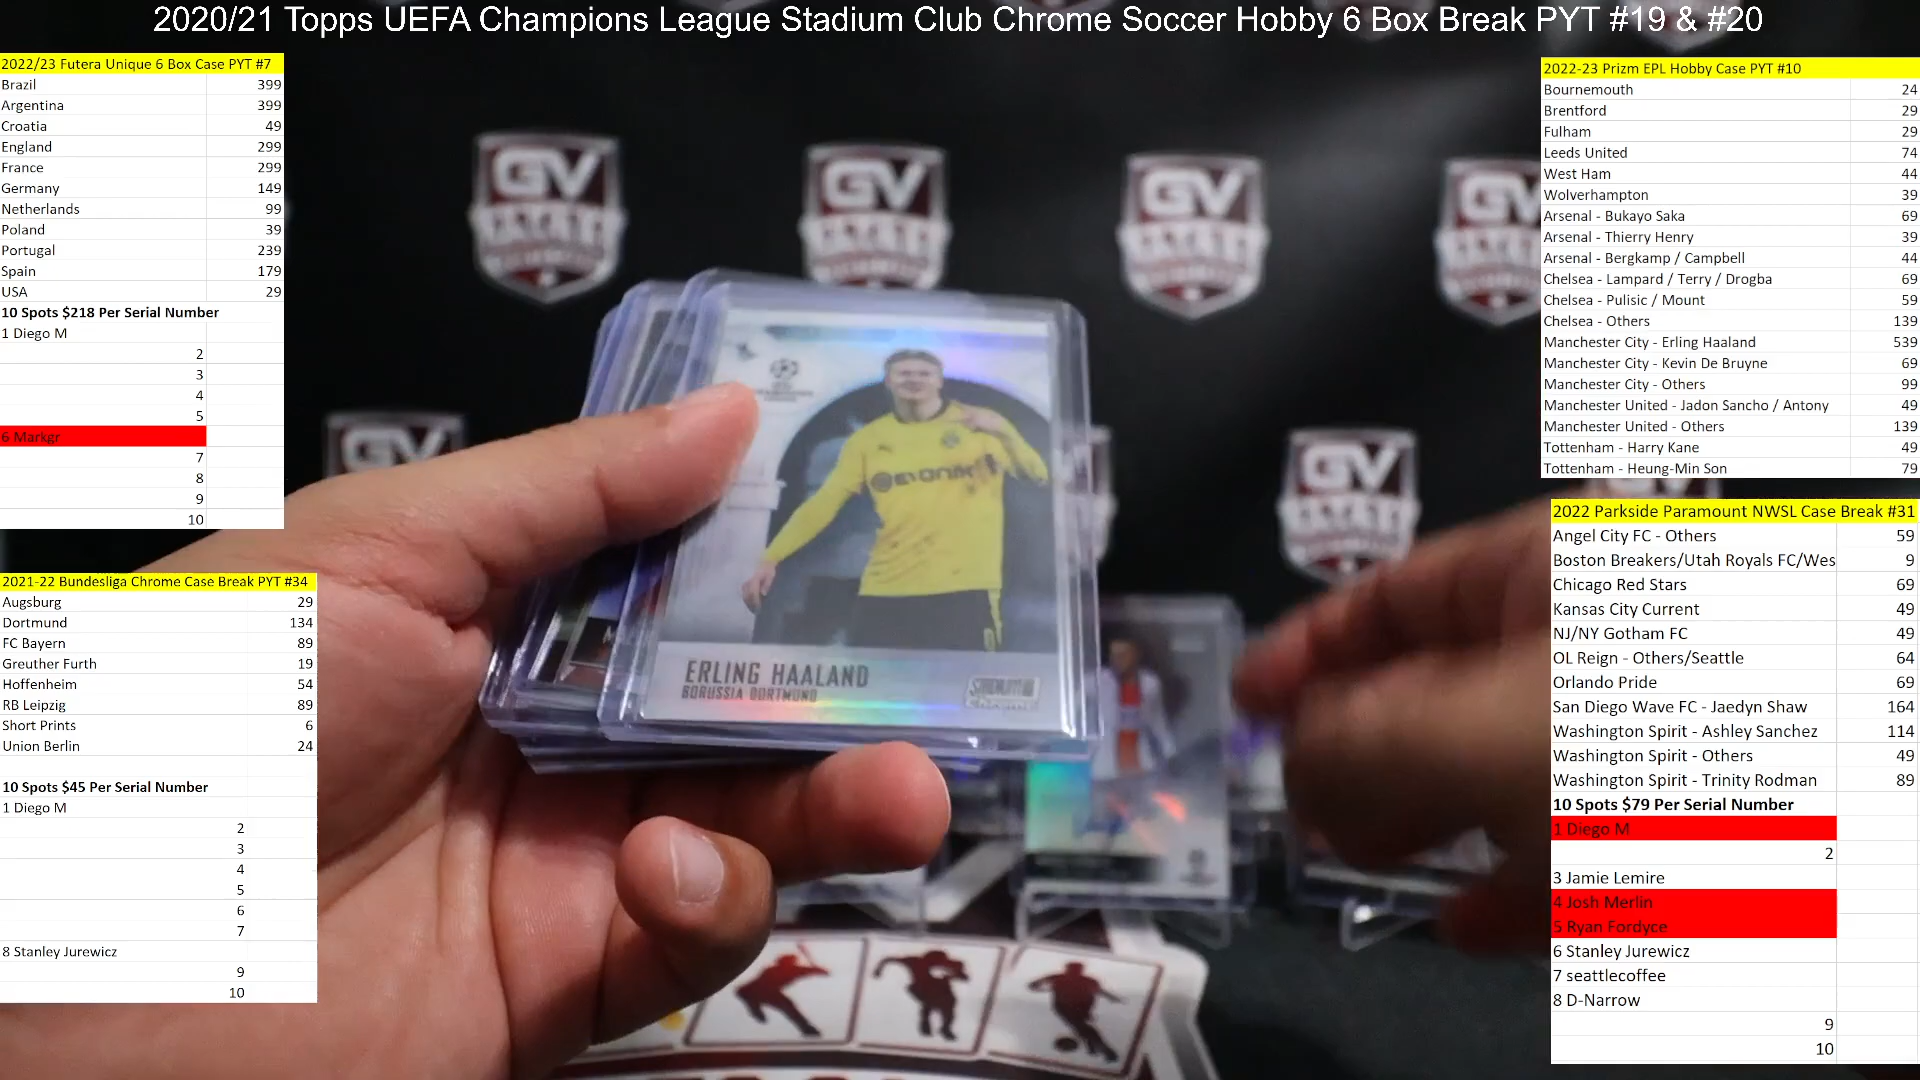 2020/21 Topps UEFA Champions League Stadium Club Chrome Soccer Hobby 6 Box Break PYT #19 & #20
2022/23 Futera Unique 6 Box Case PYT #7
Brazil 399
Argentina 399
Croatia 49
England 299
France 299
Germany 149
Netherlands 99
Poland 39
Portugal 239
Spain 179
USA 29
10 Spots $218 Per Serial Number
1 Diego M
2
3
4
5
6 Markgr
7
8
9
10
2021-22 Bundesliga Chrome Case Break PYT #34
Augsburg 29
Dortmund 134
FC Bayern 89
Greuther Furth 19
Hoffenheim 54
RB Leipzig 89
Short Prints 6
Union Berlin 24
10 Spots $45 Per Serial Number
1 Diego M
2
3
4
5
6
7
8 Stanley Jurewicz
9
10
GV
GV
GV
GV
GV
GV
EVONIK
ERLING HAALAND
BORUSSIA DORTMUND
STADIUM
CHROME
2022-23 Prizm EPL Hobby Case PYT #10
Bournemouth 24
Brentford 29
Fulham 29
Leeds United 74
West Ham 44
Wolverhampton 39
Arsenal - Bukayo Saka 69
Arsenal - Thierry Henry 39
Arsenal - Bergkamp / Campbell 44
Chelsea - Lampard / Terry / Drogba 69
Chelsea - Pulisic / Mount 59
Chelsea - Others 139
Manchester City - Erling Haaland 539
Manchester City - Kevin De Bruyne 69
Manchester City - Others 99
Manchester United - Jadon Sancho / Antony 49
Manchester United - Others 139
Tottenham - Harry Kane 49
Tottenham - Heung-Min Son 79
2022 Parkside Paramount NWSL Case Break #31
Angel City FC - Others 59
Boston Breakers/Utah Royals FC/Wes 9
Chicago Red Stars 69
Kansas City Current 49
NJ/NY Gotham FC 49
OL Reign - Others/Seattle 64
Orlando Pride 69
San Diego Wave FC - Jaedyn Shaw 164
Washington Spirit - Ashley Sanchez 114
Washington Spirit - Others 49
Washington Spirit - Trinity Rodman 89
10 Spots $79 Per Serial Number
1 Diego M
2
3 Jamie Lemire
4 Josh Merlin
5 Ryan Fordyce
6 Stanley Jurewicz
7 seattlecoffee
8 D-Narrow
9
10